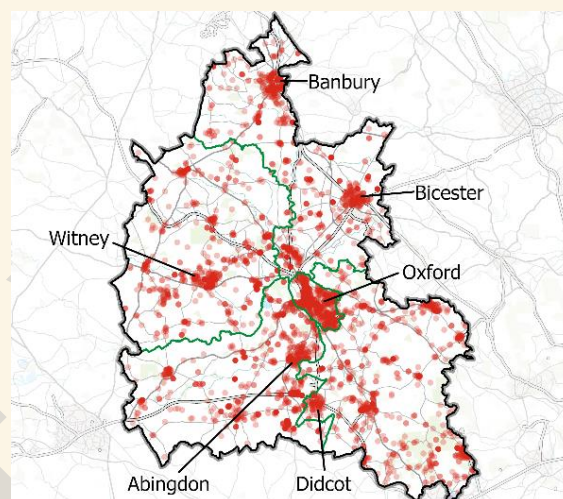 Banbury
Bicester
Witney
Oxford
Abingdon
Didcot